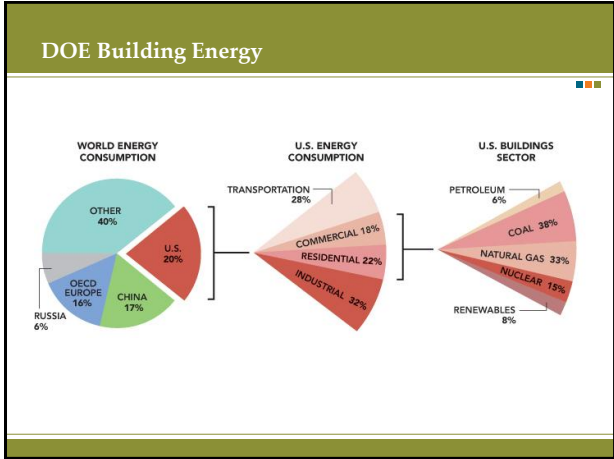 DOE Building Energy
WORLD ENERGY
CONSUMPTION
OTHER
40%
U.S.
20%
CHINA
17%
OECD
EUROPE
16%
RUSSIA
6%
U.S. ENERGY
CONSUMPTION
TRANSPORTATION
28%
COMMERCIAL 18%
RESIDENTIAL 22%
INDUSTRIAL 32%
U.S. BUILDINGS
SECTOR
PETROLEUM
6%
COAL 38%
NATURAL GAS 33%
NUCLEAR 15%
RENEWABLES
8%